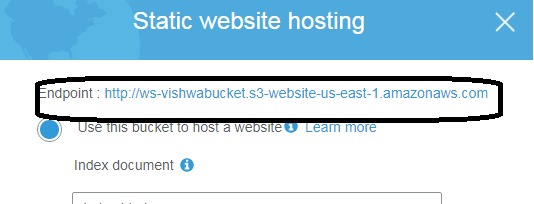 Static website hosting
Endpoint : http://ws-vishwabucket.s3-website-us-east-1.amazonaws.com
Use this bucket to host a website Learn more
Index document